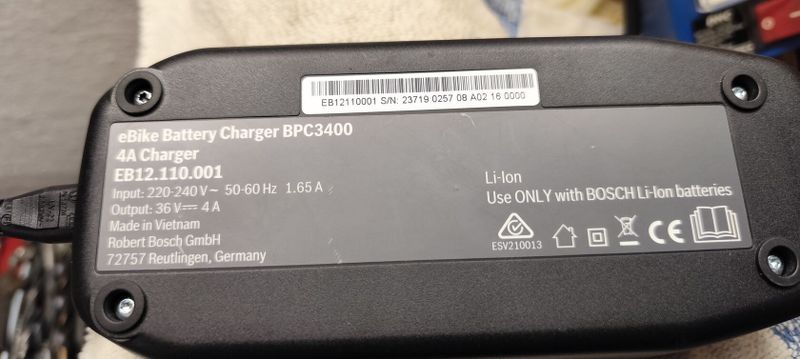 EB12110001 S/N: 23719 0257 08 A02 16 0000
eBike Battery Charger BPC3400
4A Charger
EB12.110.001
Input: 220-240 V ~ 50-60 Hz 1.65 A
Output: 36 V⎓ 4 A
Made in Vietnam
Robert Bosch GmbH
72757 Reutlingen, Germany
Li-Ion
Use ONLY with BOSCH Li-Ion batteries
ESV210013
CE